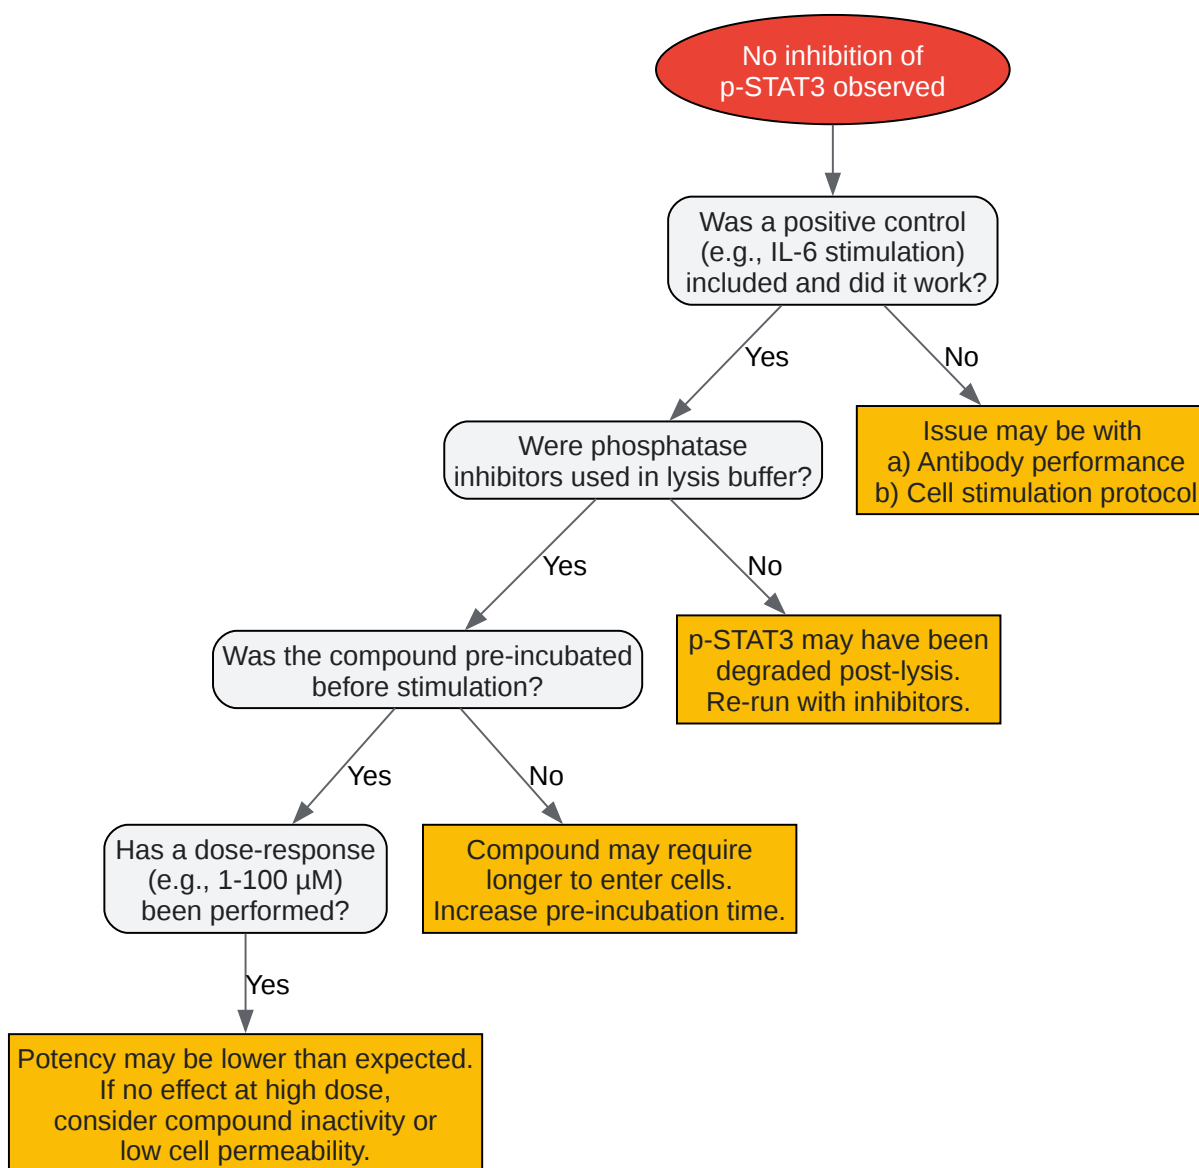 No inhibition of
p-STAT3 observed
Was a positive control
(e.g., IL-6 stimulation)
included and did it work?
Yes
No
Were phosphatase
inhibitors used in lysis buffer?
Issue may be with
a) Antibody performance
b) Cell stimulation protocol
Yes
No
Was the compound pre-incubated
before stimulation?
p-STAT3 may have been
degraded post-lysis.
Re-run with inhibitors.
Yes
No
Has a dose-response
(e.g., 1-100 µM)
been performed?
Compound may require
longer to enter cells.
Increase pre-incubation time.
Yes
Potency may be lower than expected.
If no effect at high dose,
consider compound inactivity or
low cell permeability.